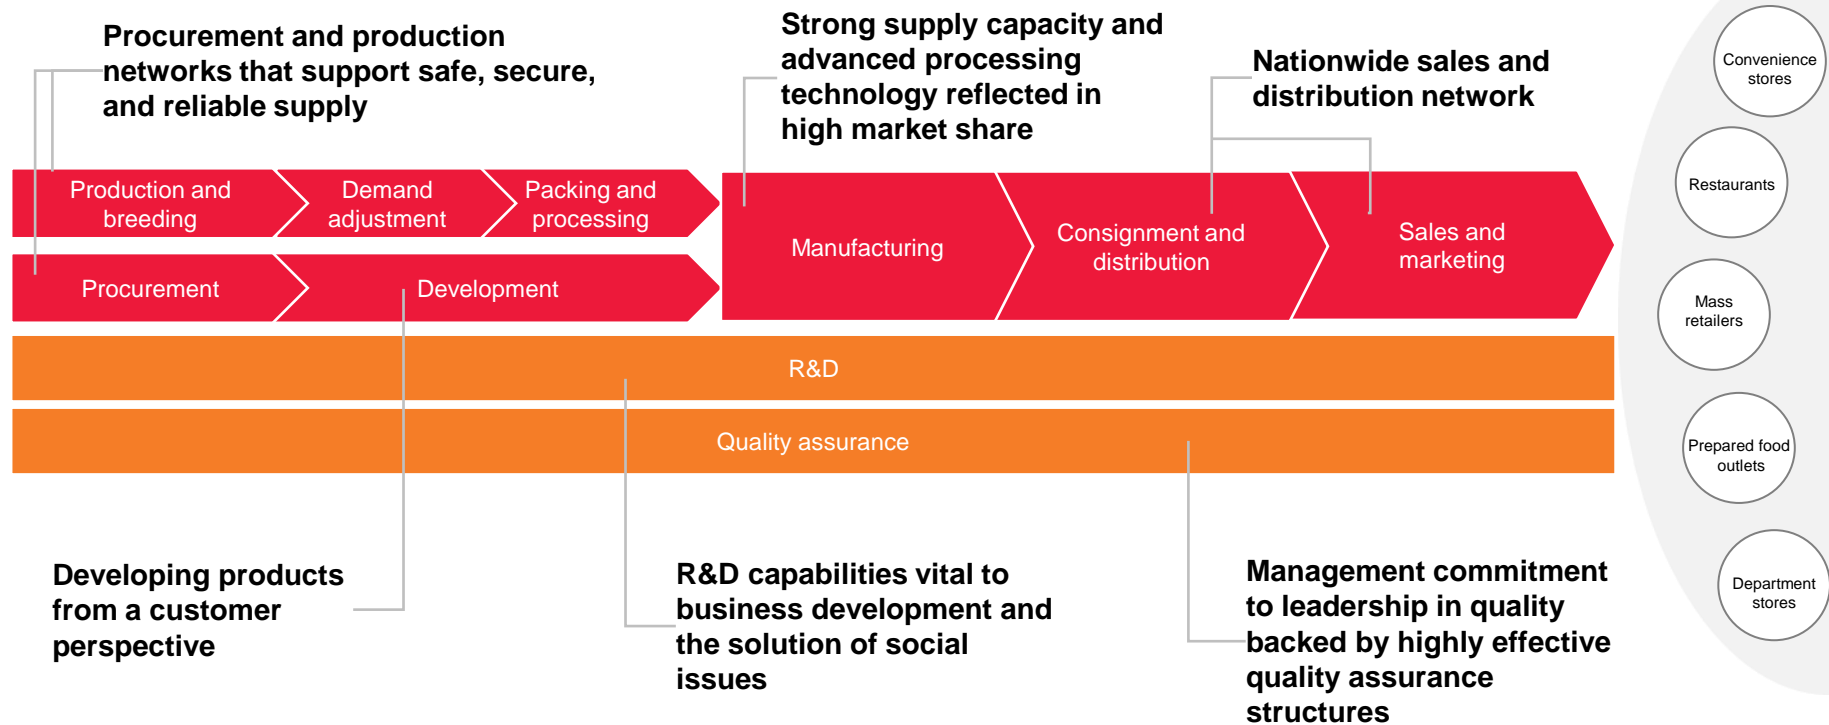 Procurement and production
networks that support safe, secure,
and reliable supply
Strong supply capacity and
advanced processing
technology reflected in
high market share
Nationwide sales and
distribution network
Production and
breeding
Demand
adjustment
Packing and
processing
Procurement
Development
Manufacturing
Consignment and
distribution
Sales and
marketing
R&D
Quality assurance
Developing products
from a customer
perspective
R&D capabilities vital to
business development and
the solution of social
issues
Management commitment
to leadership in quality
backed by highly effective
quality assurance
structures
Convenience
stores
Restaurants
Mass
retailers
Prepared food
outlets
Department
stores